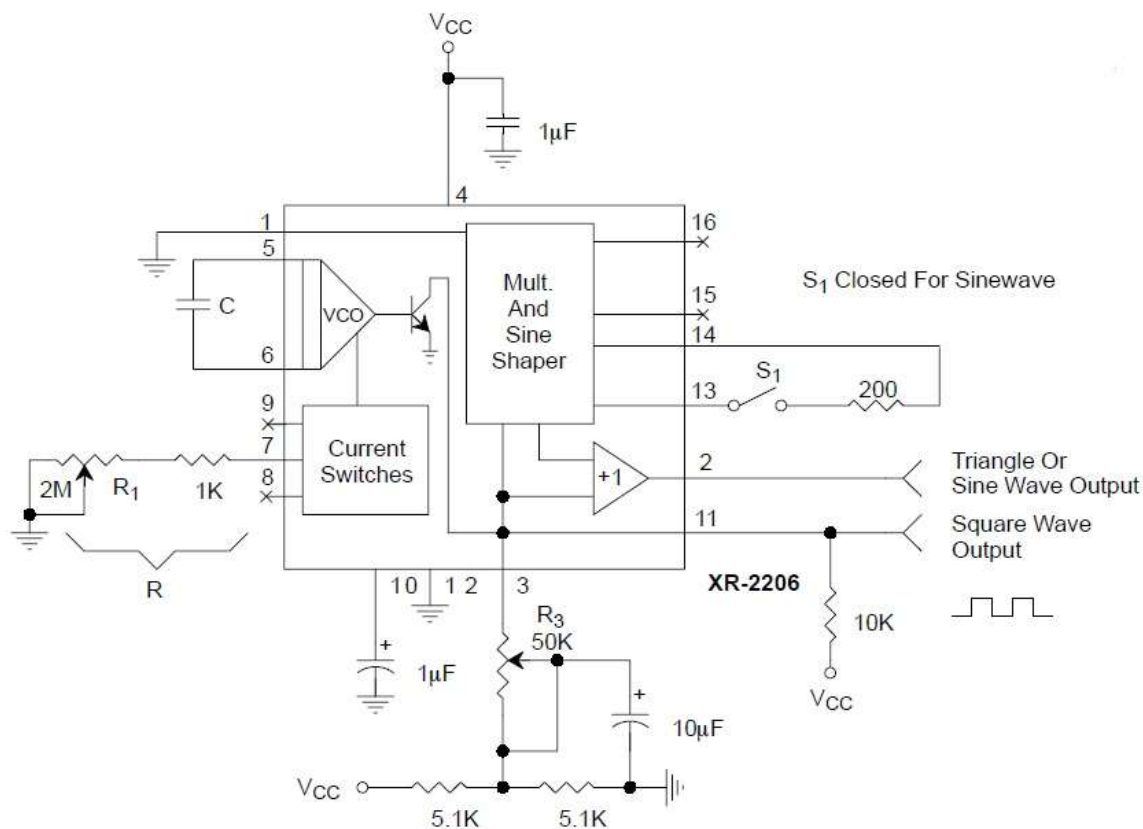 VCC
1µF
4
1
16
5
S1 Closed For Sinewave
Mult.
And
Sine
Shaper
15
C
VCO
14
6
S1
13
200
9
Current
Switches
7
+1
2
Triangle Or
Sine Wave Output
2M
R1
1K
8
11
Square Wave
Output
R
10
1 2
3
XR-2206
R3
50K
10K
+
1µF
+
10µF
VCC
VCC
5.1K
5.1K